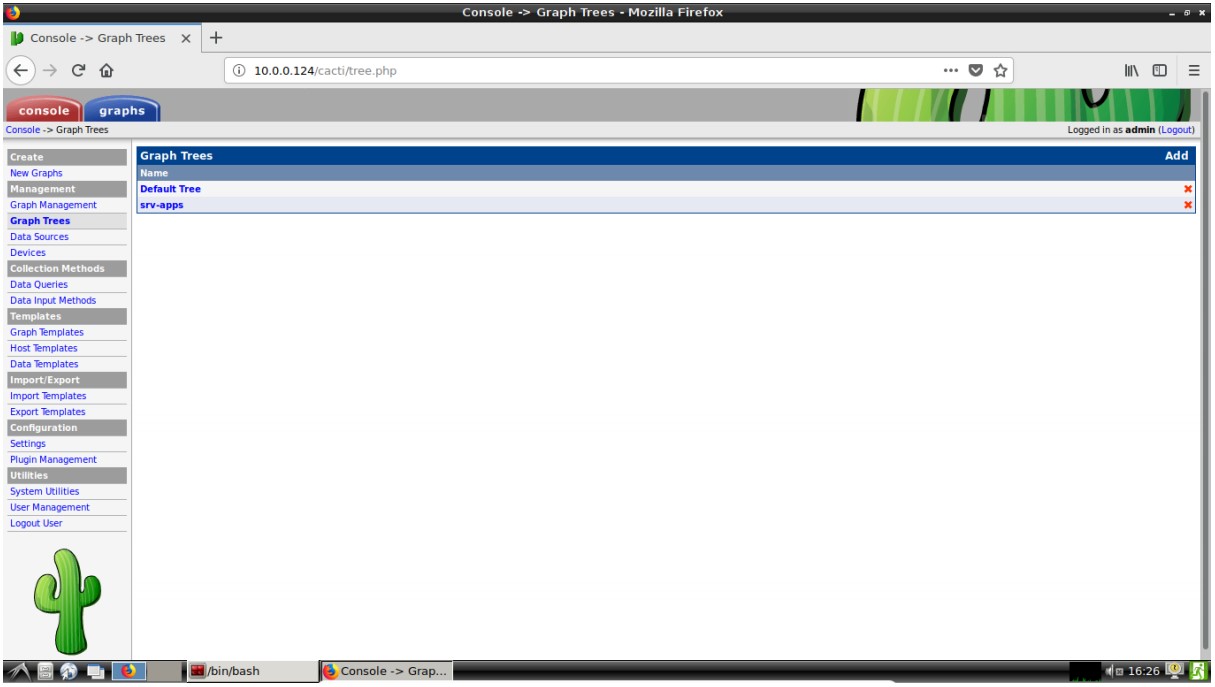 Console -> Graph Trees - Mozilla Firefox
Console -> Graph Trees
10.0.0.124/cacti/tree.php
console graphs
Console -> Graph Trees
Logged in as admin (Logout)
Create
New Graphs
Management
Graph Management
Graph Trees
Data Sources
Devices
Collection Methods
Data Queries
Data Input Methods
Templates
Graph Templates
Host Templates
Data Templates
Import/Export
Import Templates
Export Templates
Configuration
Settings
Plugin Management
Utilities
System Utilities
User Management
Logout User
Graph Trees Add
Name
Default Tree
srv-apps
/bin/bash
Console -> Grap...
16:26